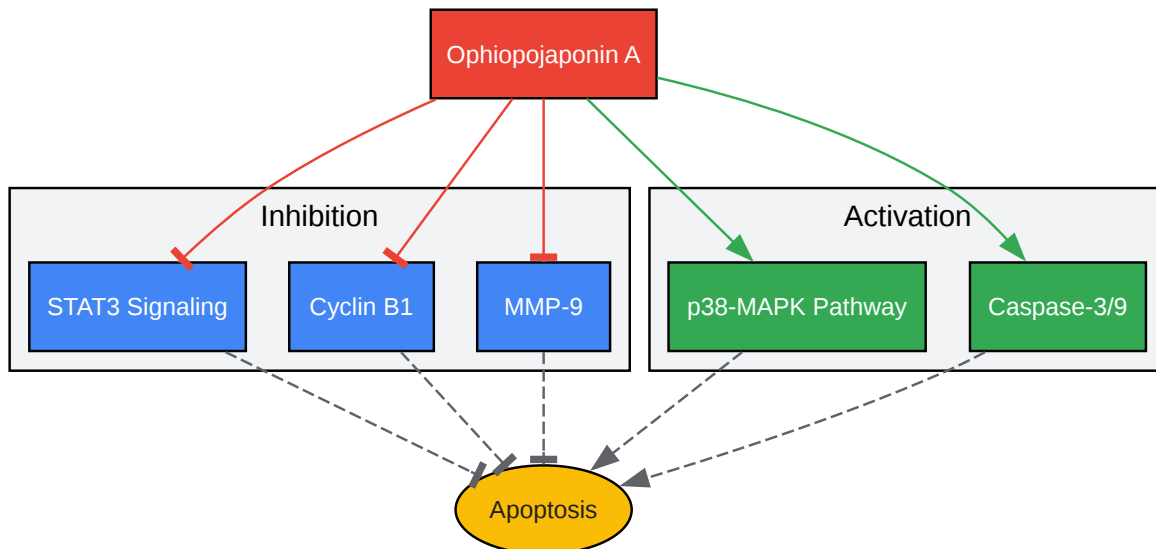 Ophiopojaponin A
Inhibition
Activation
STAT3 Signaling
Cyclin B1
MMP-9
p38-MAPK Pathway
Caspase-3/9
Apoptosis